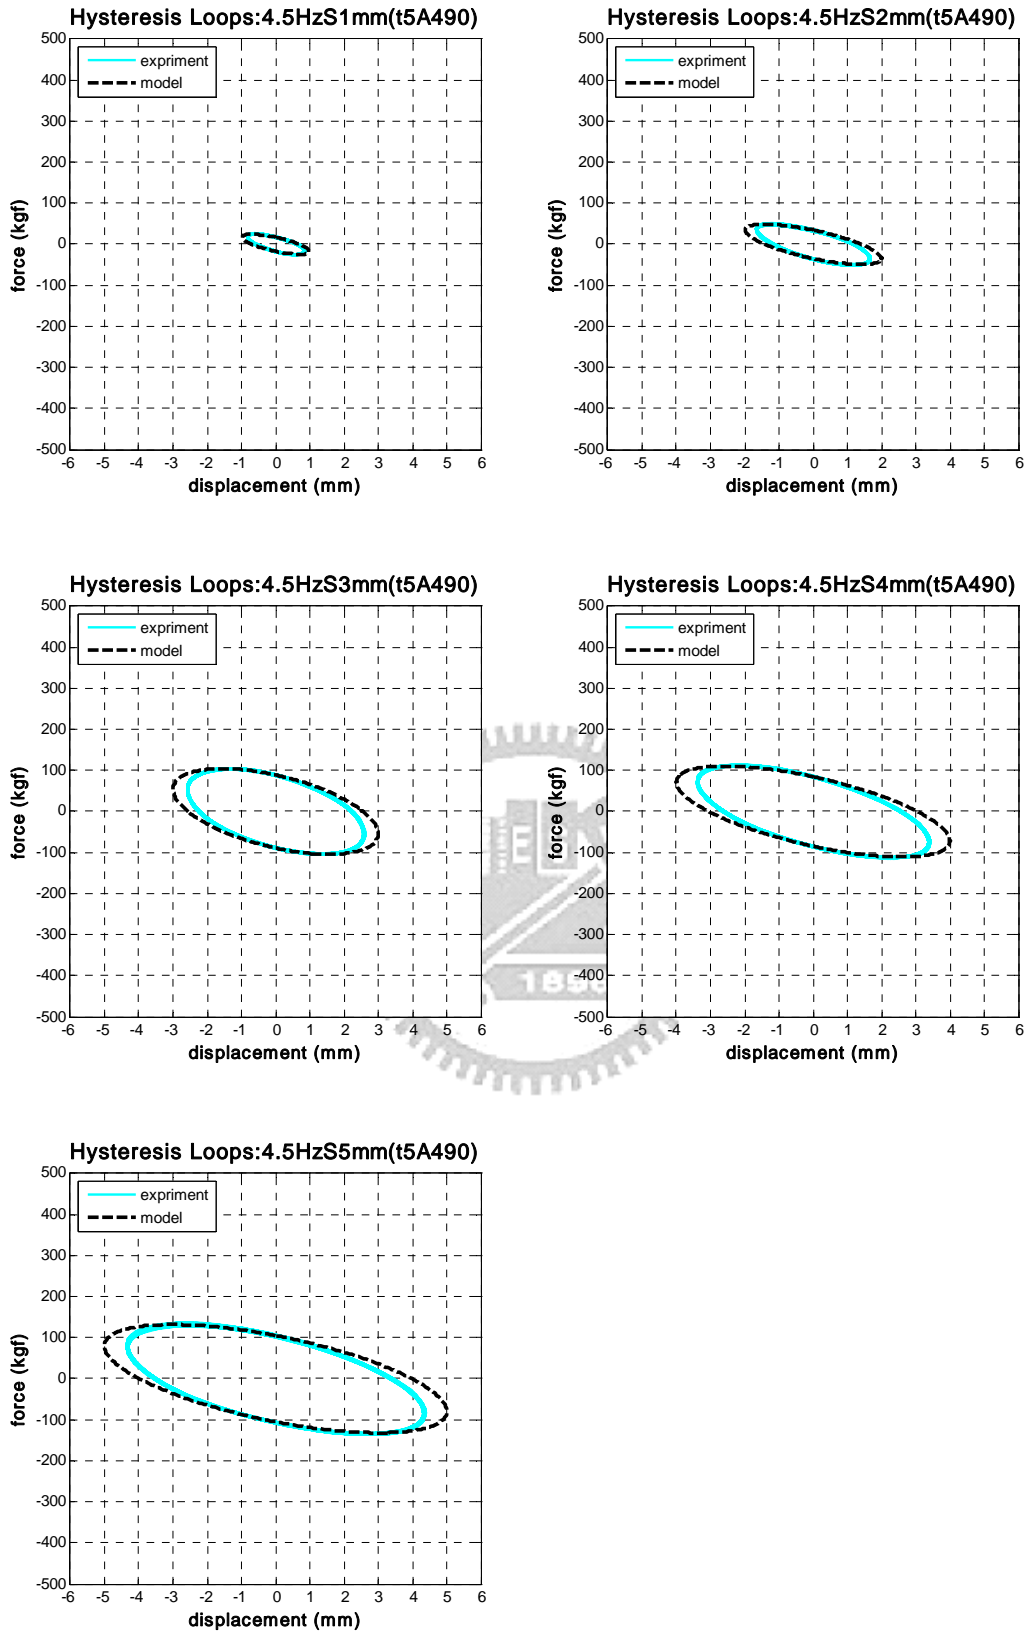 Hysteresis Loops:4.5HzS1mm(t5A490)
500
400
300
200
100
0
-100
-200
-300
-400
-500
force (kgf)
expriment
model
-6 -5 -4 -3 -2 -1 0 1 2 3 4 5 6
displacement (mm)
Hysteresis Loops:4.5HzS2mm(t5A490)
500
400
300
200
100
0
-100
-200
-300
-400
-500
force (kgf)
expriment
model
-6 -5 -4 -3 -2 -1 0 1 2 3 4 5 6
displacement (mm)
Hysteresis Loops:4.5HzS3mm(t5A490)
500
400
300
200
100
0
-100
-200
-300
-400
-500
force (kgf)
expriment
model
-6 -5 -4 -3 -2 -1 0 1 2 3 4 5 6
displacement (mm)
Hysteresis Loops:4.5HzS4mm(t5A490)
500
400
300
200
100
0
-100
-200
-300
-400
-500
force (kgf)
expriment
model
-6 -5 -4 -3 -2 -1 0 1 2 3 4 5 6
displacement (mm)
Hysteresis Loops:4.5HzS5mm(t5A490)
500
400
300
200
100
0
-100
-200
-300
-400
-500
force (kgf)
expriment
model
-6 -5 -4 -3 -2 -1 0 1 2 3 4 5 6
displacement (mm)